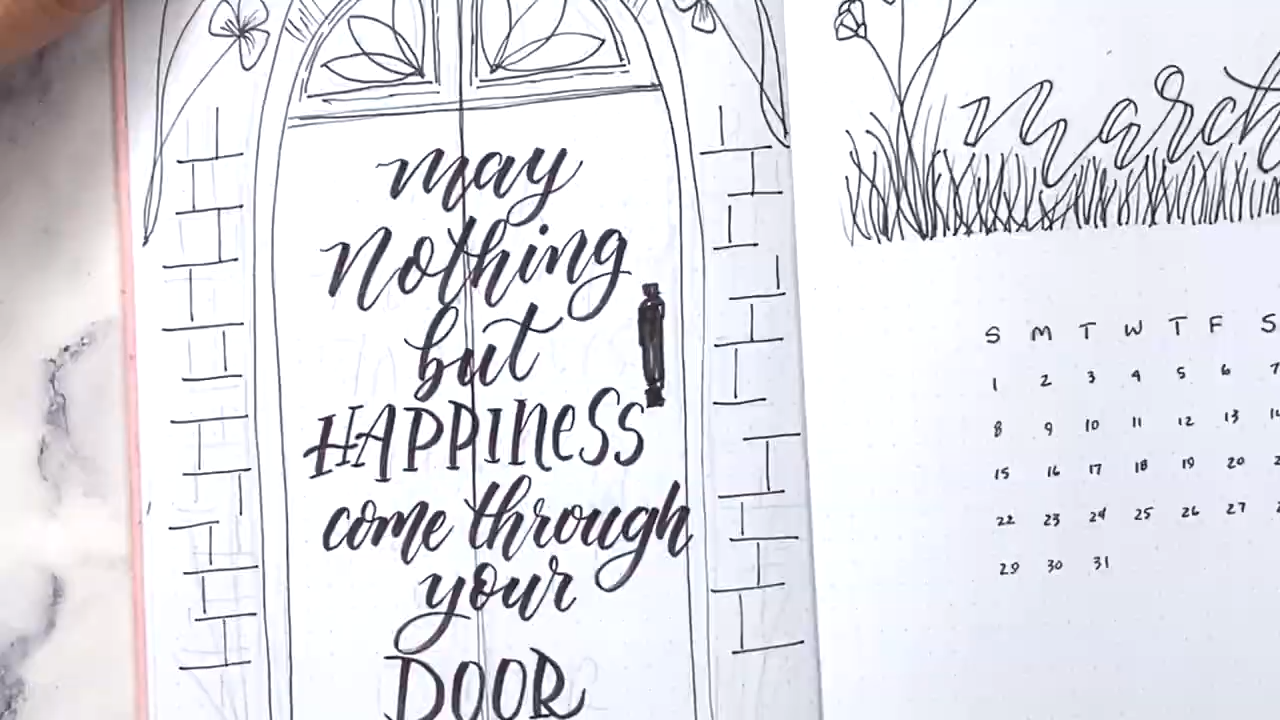 may
Nothing
but
HAPPINESS
come through
your
DOOR
March
S M T W T F S
1 2 3 4 5 6 7
8 9 10 11 12 13
15 16 17 18 19 20
22 23 24 25 26 27
29 30 31